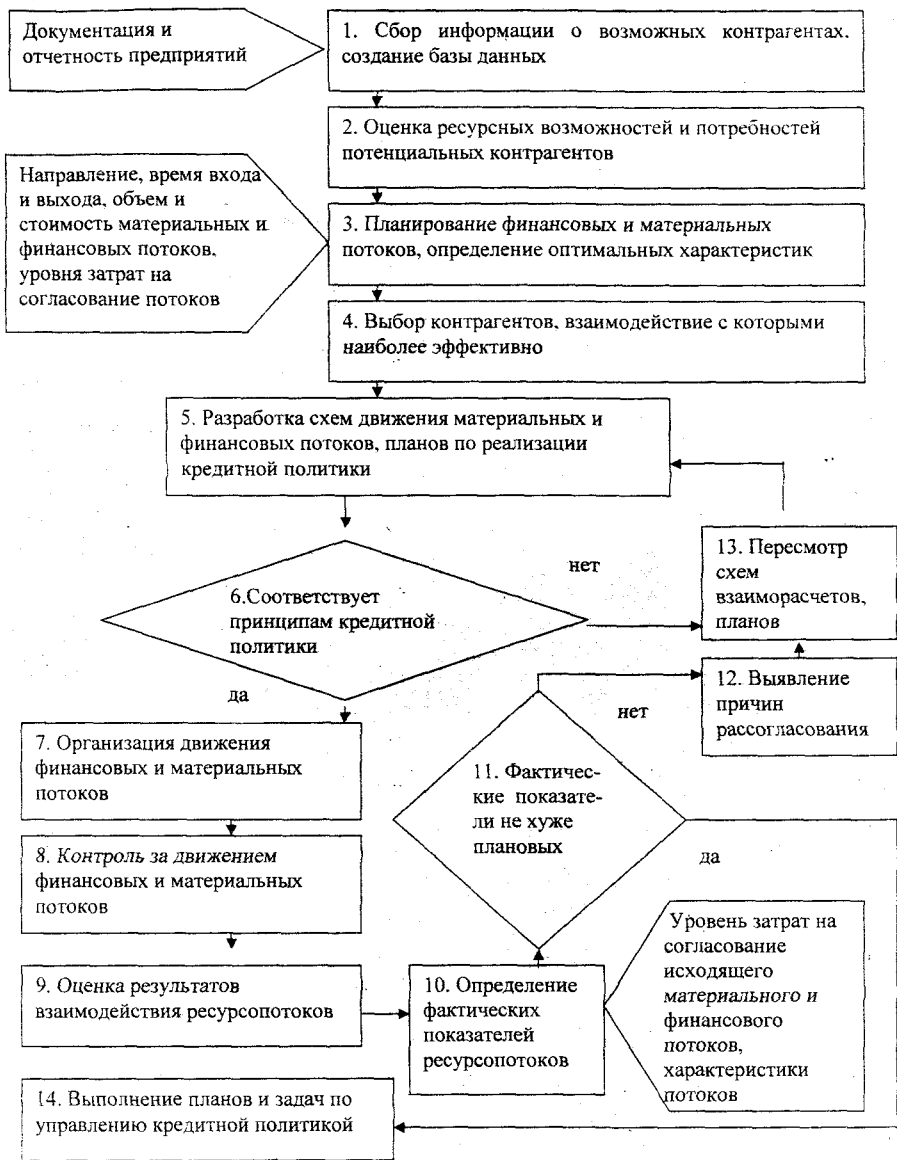 Документация и
отчетность предприятий
1. Сбор информации о возможных контрагентах.
создание базы данных
2. Оценка ресурсных возможностей и потребностей
потенциальных контрагентов
Направление, время входа
и выхода, объем и
стоимость материальных и
финансовых потоков,
уровня затрат на
согласование потоков
3. Планирование финансовых и материальных
потоков, определение оптимальных характеристик
4. Выбор контрагентов, взаимодействие с которыми
наиболее эффективно
5. Разработка схем движения материальных и
финансовых потоков, планов по реализации
кредитной политики
6.Соответствует
принципам кредитной
политики
нет
13. Пересмотр
схем
взаиморасчетов,
планов
да
12. Выявление
причин
рассогласования
нет
7. Организация движения
финансовых и материальных
потоков
11. Фактичес-
кие показате-
ли не хуже
плановых
да
8. Контроль за движением
финансовых и материальных
потоков
9. Оценка результатов
взаимодействия ресурсопотоков
10. Определение
фактических
показателей
ресурсопотоков
Уровень затрат на
согласование
исходящего
материального и
финансового
потоков,
характеристики
потоков
14. Выполнение планов и задач по
управлению кредитной политикой